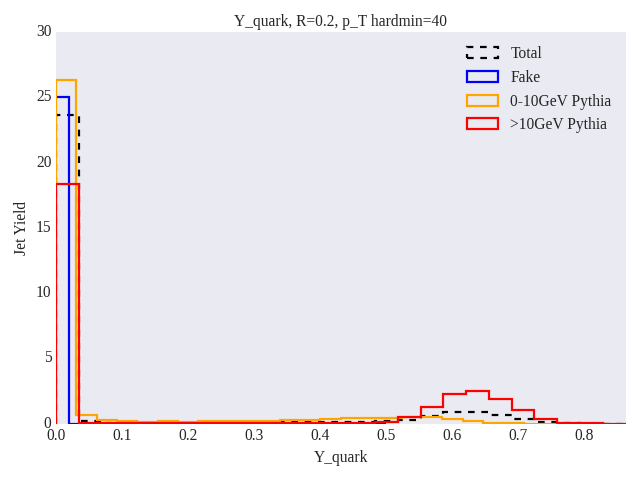 Y_quark, R=0.2, p_T hardmin=40
30
25
20
15
10
5
0
Jet Yield
Total
Fake
0-10GeV Pythia
>10GeV Pythia
0.0 0.1 0.2 0.3 0.4 0.5 0.6 0.7 0.8
Y_quark